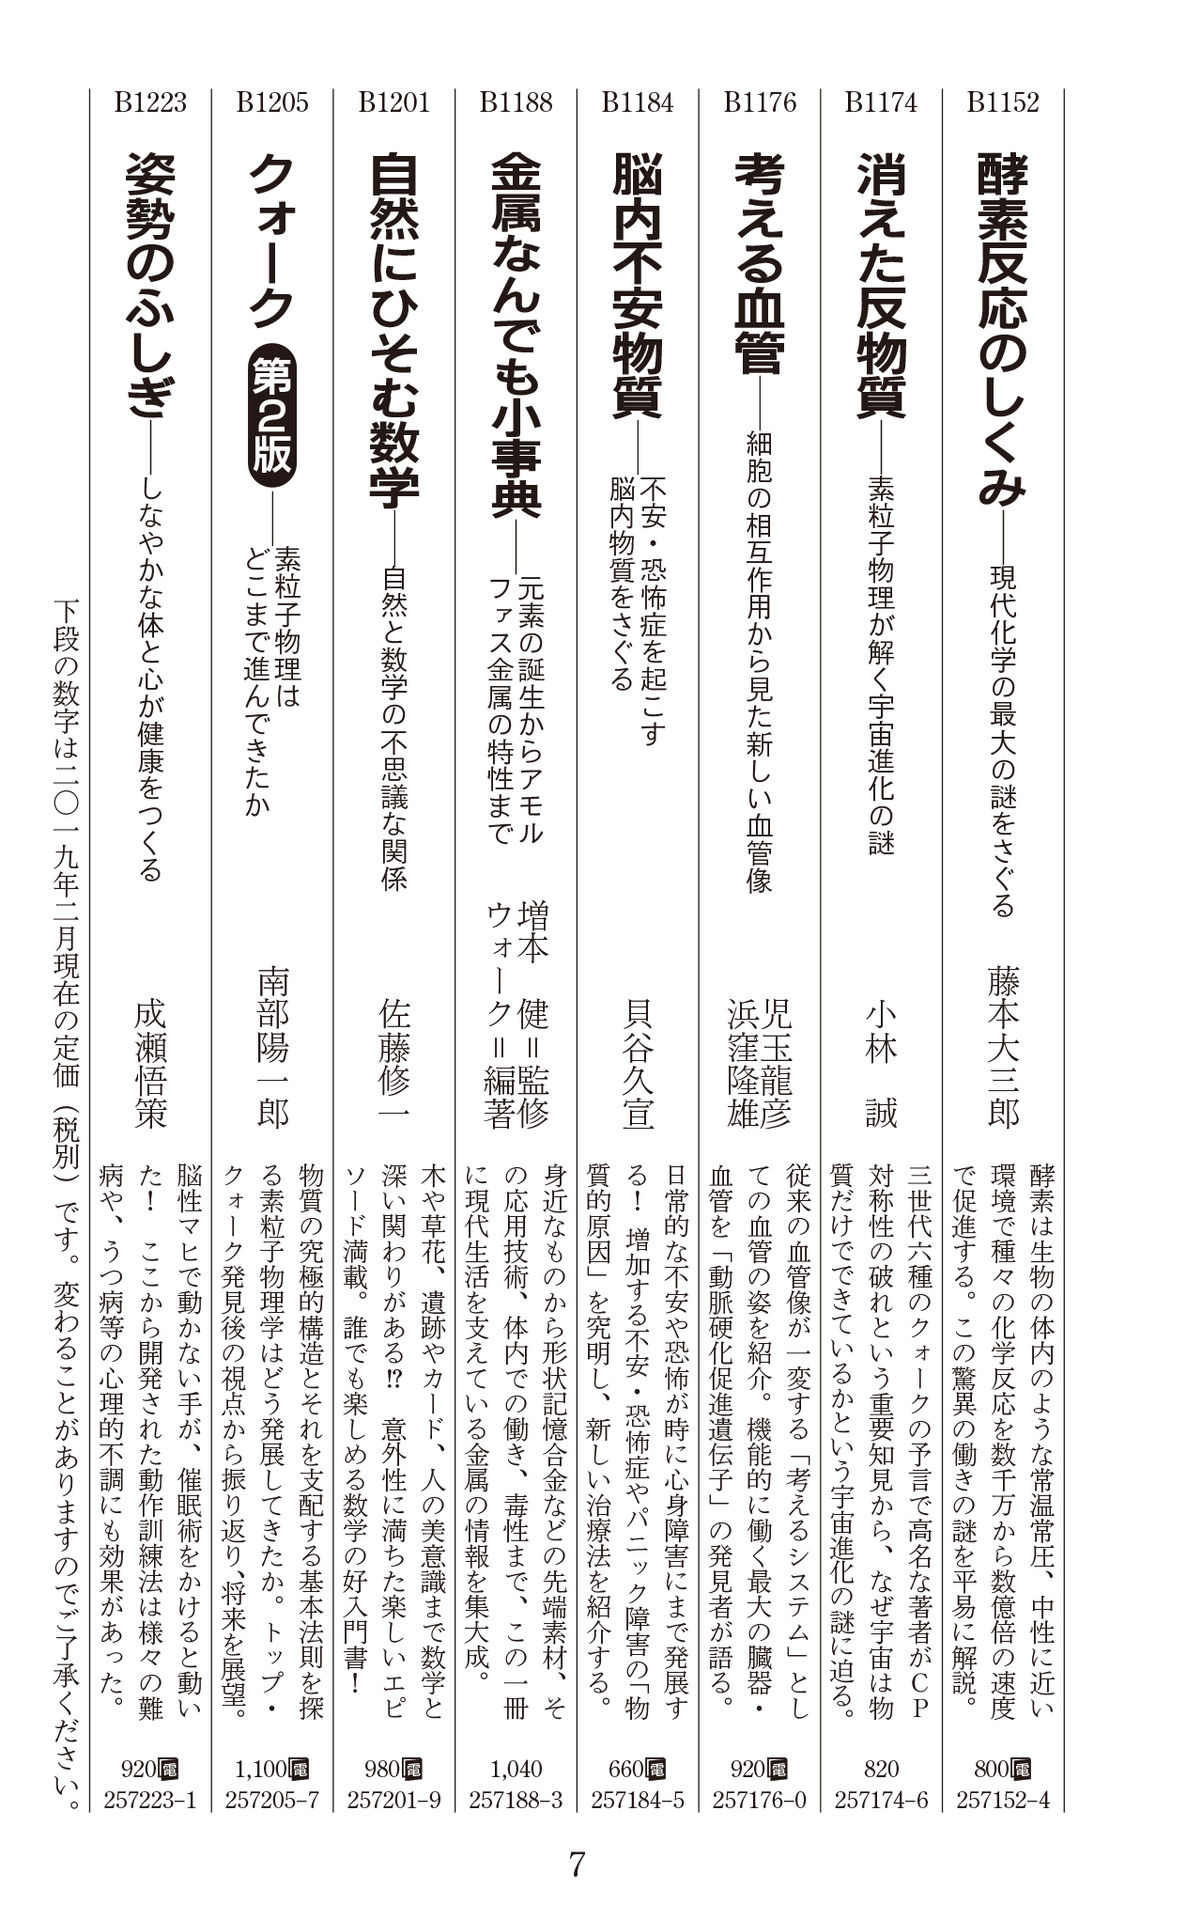 B1152
酵素反応のしくみ――現代化学の最大の謎をさぐる
藤本大三郎
酵素は生物の体内のような常温常圧、中性に近い
環境で種々の化学反応を数千万から数億倍の速度
で促進する。この驚異の働きの謎を平易に解説。
800電
257152-4
B1174
消えた反物質――素粒子物理が解く宇宙進化の謎
小林　誠
三世代六種のクォークの予言で高名な著者がCP
対称性の破れという重要知見から、なぜ宇宙は物
質だけでできているかという宇宙進化の謎に迫る。
820
257174-6
B1176
考える血管――細胞の相互作用から見た新しい血管像
児玉龍彦
浜窪隆雄
従来の血管像が一変する「考えるシステム」とし
ての血管の姿を紹介。機能的に働く最大の臓器・
血管を「動脈硬化促進遺伝子」の発見者が語る。
920電
257176-0
B1184
脳内不安物質――不安・恐怖症を起こす
脳内物質をさぐる
貝谷久宣
日常的な不安や恐怖が時に心身障害にまで発展す
る！　増加する不安・恐怖症やパニック障害の「物
質的原因」を究明し、新しい治療法を紹介する。
660電
257184-5
B1188
金属なんでも小事典――元素の誕生からアモル
ファス金属の特性まで
増本　健＝監修
ウォーク＝編著
身近なものから形状記憶合金などの先端素材、そ
の応用技術、体内での働き、毒性まで、この一冊
に現代生活を支えている金属の情報を集大成。
1,040
257188-3
B1201
自然にひそむ数学――自然と数学の不思議な関係
佐藤修一
木や草花、遺跡やカード、人の美意識まで数学と
深い関わりがある!?　意外性に満ちた楽しいエピ
ソード満載。誰でも楽しめる数学の好入門書！
980電
257201-9
B1205
クォーク 第2版――素粒子物理は
どこまで進んできたか
南部陽一郎
物質の究極的構造とそれを支配する基本法則を探
る素粒子物理学はどう発展してきたか。トップ・
クォーク発見後の視点から振り返り、将来を展望。
1,100電
257205-7
B1223
姿勢のふしぎ――しなやかな体と心が健康をつくる
成瀬悟策
脳性マヒで動かない手が、催眠術をかけると動い
た！　ここから開発された動作訓練法は様々の難
病や、うつ病等の心理的不調にも効果があった。
920電
257223-1
下段の数字は二〇一九年二月現在の定価（税別）です。変わることがありますのでご了承ください。
7